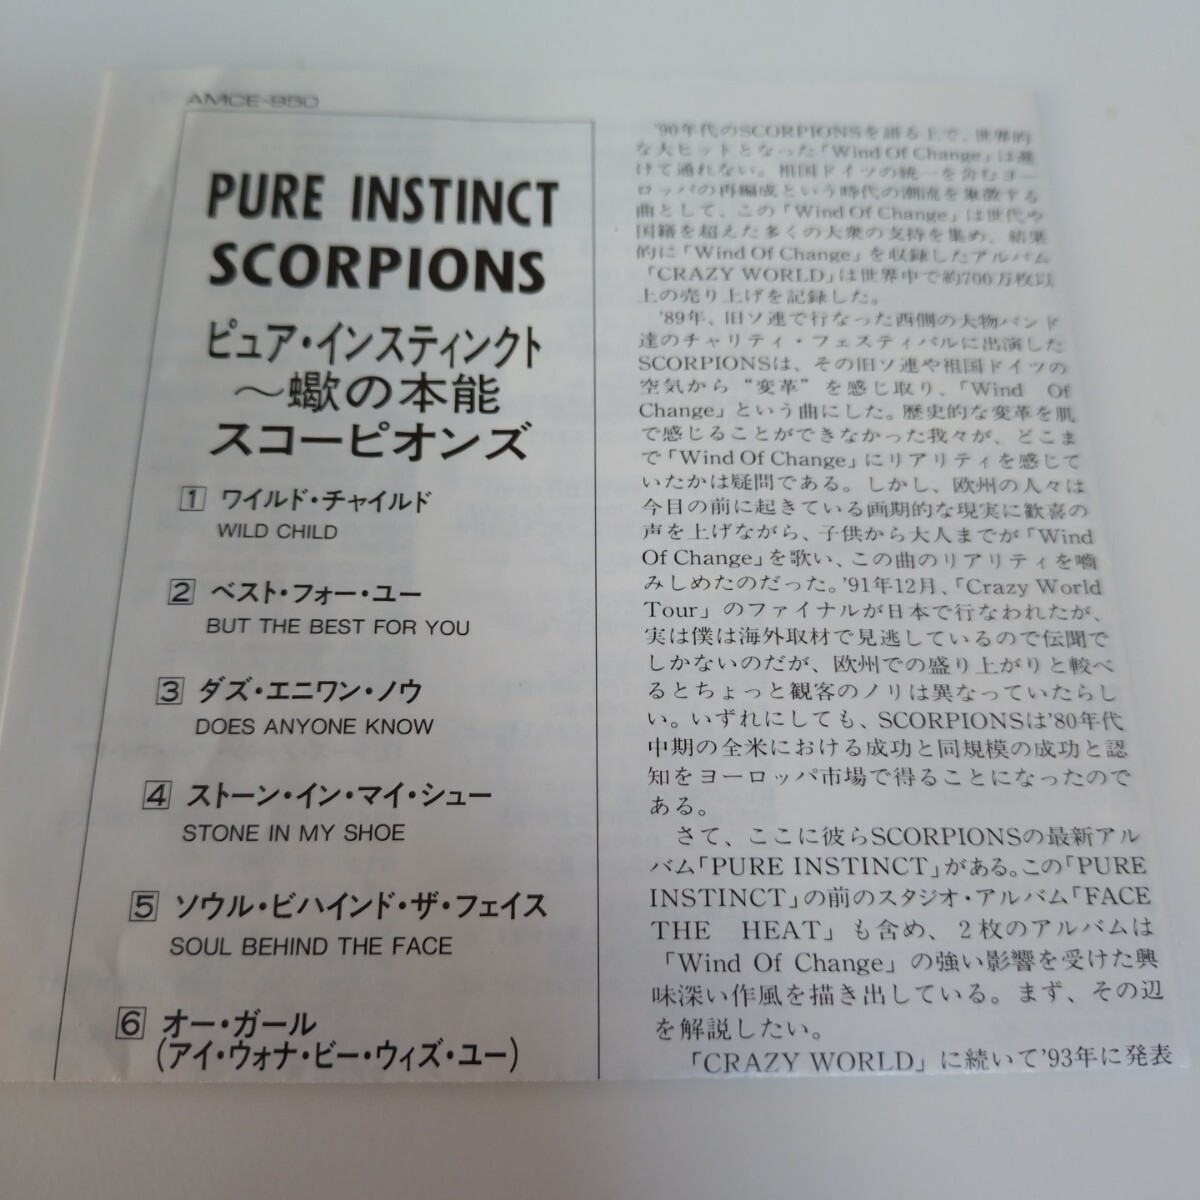 AMCE-950
PURE INSTINCT
SCORPIONS
ピュア・インスティンクト
～蠍の本能
スコーピオンズ
1 ワイルド・チャイルド
WILD CHILD
2 ベスト・フォー・ユー
BUT THE BEST FOR YOU
3 ダズ・エニワン・ノウ
DOES ANYONE KNOW
4 ストーン・イン・マイ・シュー
STONE IN MY SHOE
5 ソウル・ビハインド・ザ・フェイス
SOUL BEHIND THE FACE
6 オー・ガール
(アイ・ウォナ・ビー・ウィズ・ユー)
'90年代のSCORPIONSを語る上で、世界的
な大ヒットとなった「Wind Of Change」は避
けて通れない。祖国ドイツの統一を含むヨー
ロッパの再編成という時代の潮流を象徴する
曲として、この「Wind Of Change」は世代や
国籍を超えた多くの大衆の支持を集め、結果
的に「Wind Of Change」を収録したアルバム
「CRAZY WORLD」は世界中で約700万枚以
上の売り上げを記録した。
'89年、旧ソ連で行なった西側の大物バンド
達のチャリティ・フェスティバルに出演した
SCORPIONSは、その旧ソ連や祖国ドイツの
空気から“変革”を感じ取り、「Wind Of
Change」という曲にした。歴史的な変革を肌
で感じることができなかった我々が、どこま
で「Wind Of Change」にリアリティを感じて
いたかは疑問である。しかし、欧州の人々は
今目の前に起きている画期的な現実に歓喜の
声を上げながら、子供から大人までが「Wind
Of Change」を歌い、この曲のリアリティを噛
みしめたのだった。'91年12月、「Crazy World
Tour」のファイナルが日本で行なわれたが、
実は僕は海外取材で見逃しているので伝聞で
しかないのだが、欧州での盛り上がりと較べ
るとちょっと観客のノリは異なっていたらし
い。いずれにしても、SCORPIONSは'80年代
中期の全米における成功と同規模の成功と認
知をヨーロッパ市場で得ることになったので
ある。
さて、ここに彼らSCORPIONSの最新アル
バム「PURE INSTINCT」がある。この「PURE
INSTINCT」の前のスタジオ・アルバム「FACE
THE HEAT」も含め、2枚のアルバムは
「Wind Of Change」の強い影響を受けた興
味深い作風を描き出している。まず、その辺
を解説したい。
「CRAZY WORLD」に続いて'93年に発表